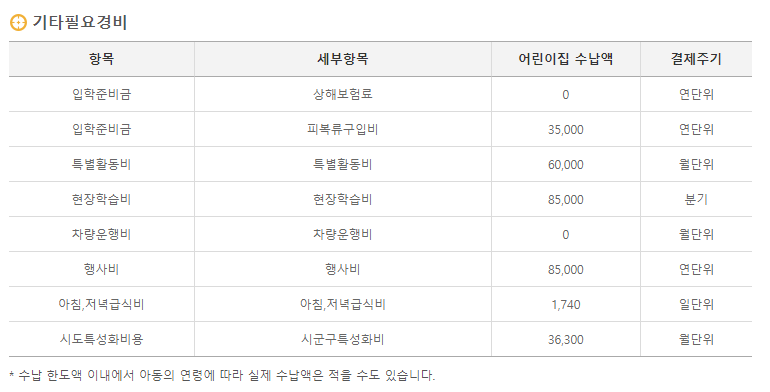 기타필요경비
항목 세부항목 어린이집 수납액 결제주기
입학준비금 상해보험료 0 연단위
입학준비금 피복류구입비 35,000 연단위
특별활동비 특별활동비 60,000 월단위
현장학습비 현장학습비 85,000 분기
차량운행비 차량운행비 0 월단위
행사비 행사비 85,000 연단위
아침,저녁급식비 아침,저녁급식비 1,740 일단위
시도특성화비용 시군구특성화비 36,300 월단위
* 수납 한도액 이내에서 아동의 연령에 따라 실제 수납액은 적을 수도 있습니다.